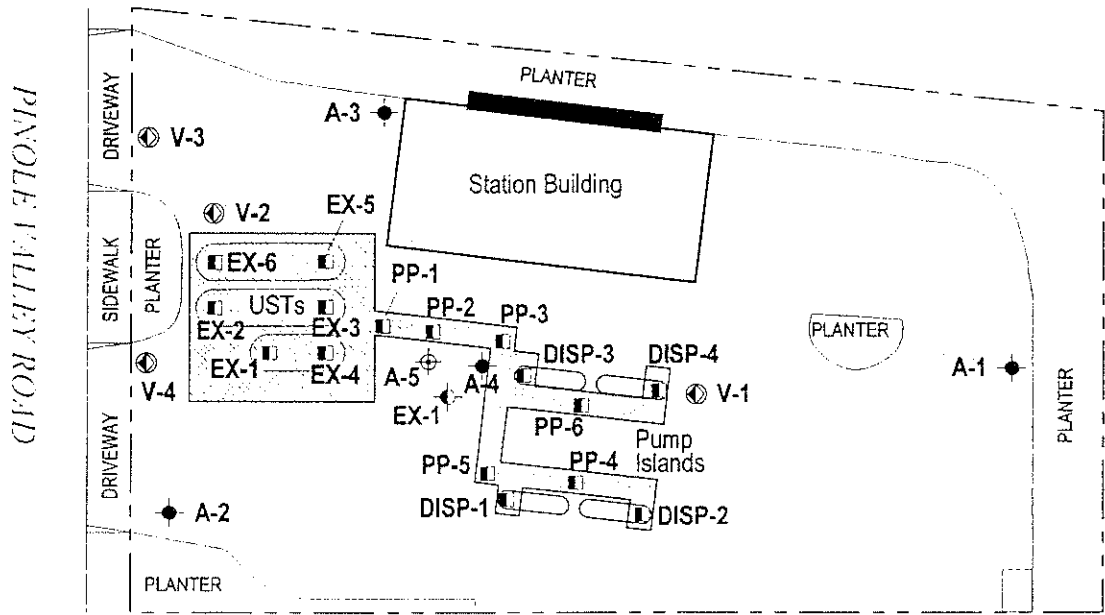 PLANTER
DRIVEWAY
A-3
V-3
PINOLE VALLEY ROAD
Station Building
EX-5
V-2
SIDEWALK
PLANTER
EX-6
PP-1
USTs
PP-2
PP-3
EX-2
EX-3
PLANTER
DISP-3
DISP-4
EX-1
EX-4
A-5
A-4
A-1
V-4
EX-1
V-1
PLANTER
PP-6
Pump
Islands
DRIVEWAY
PP-5
PP-4
DISP-1
DISP-2
A-2
PLANTER